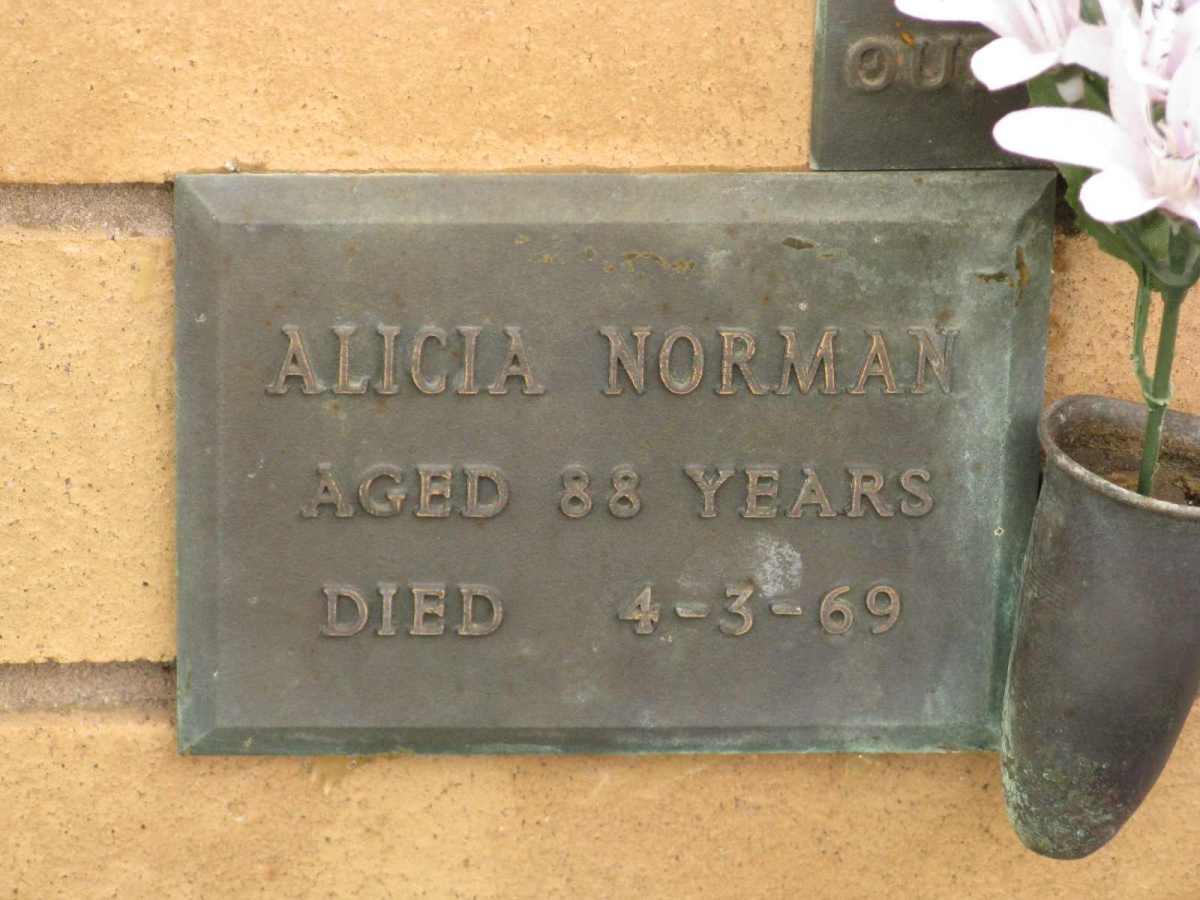 ALICIA NORMAN
AGED 88 YEARS
DIED 4-3-69